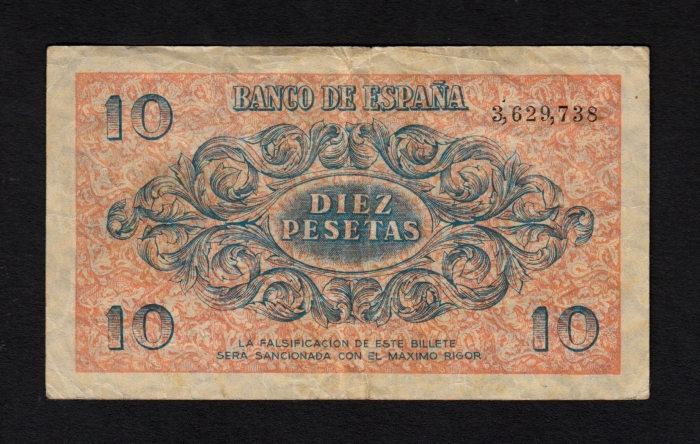 BANCO DE ESPAÑA
10
3,629,738
DIEZ
PESETAS
10
10
LA FALSIFICACION DE ESTE BILLETE
SERA SANCIONADA CON EL MAXIMO RIGOR